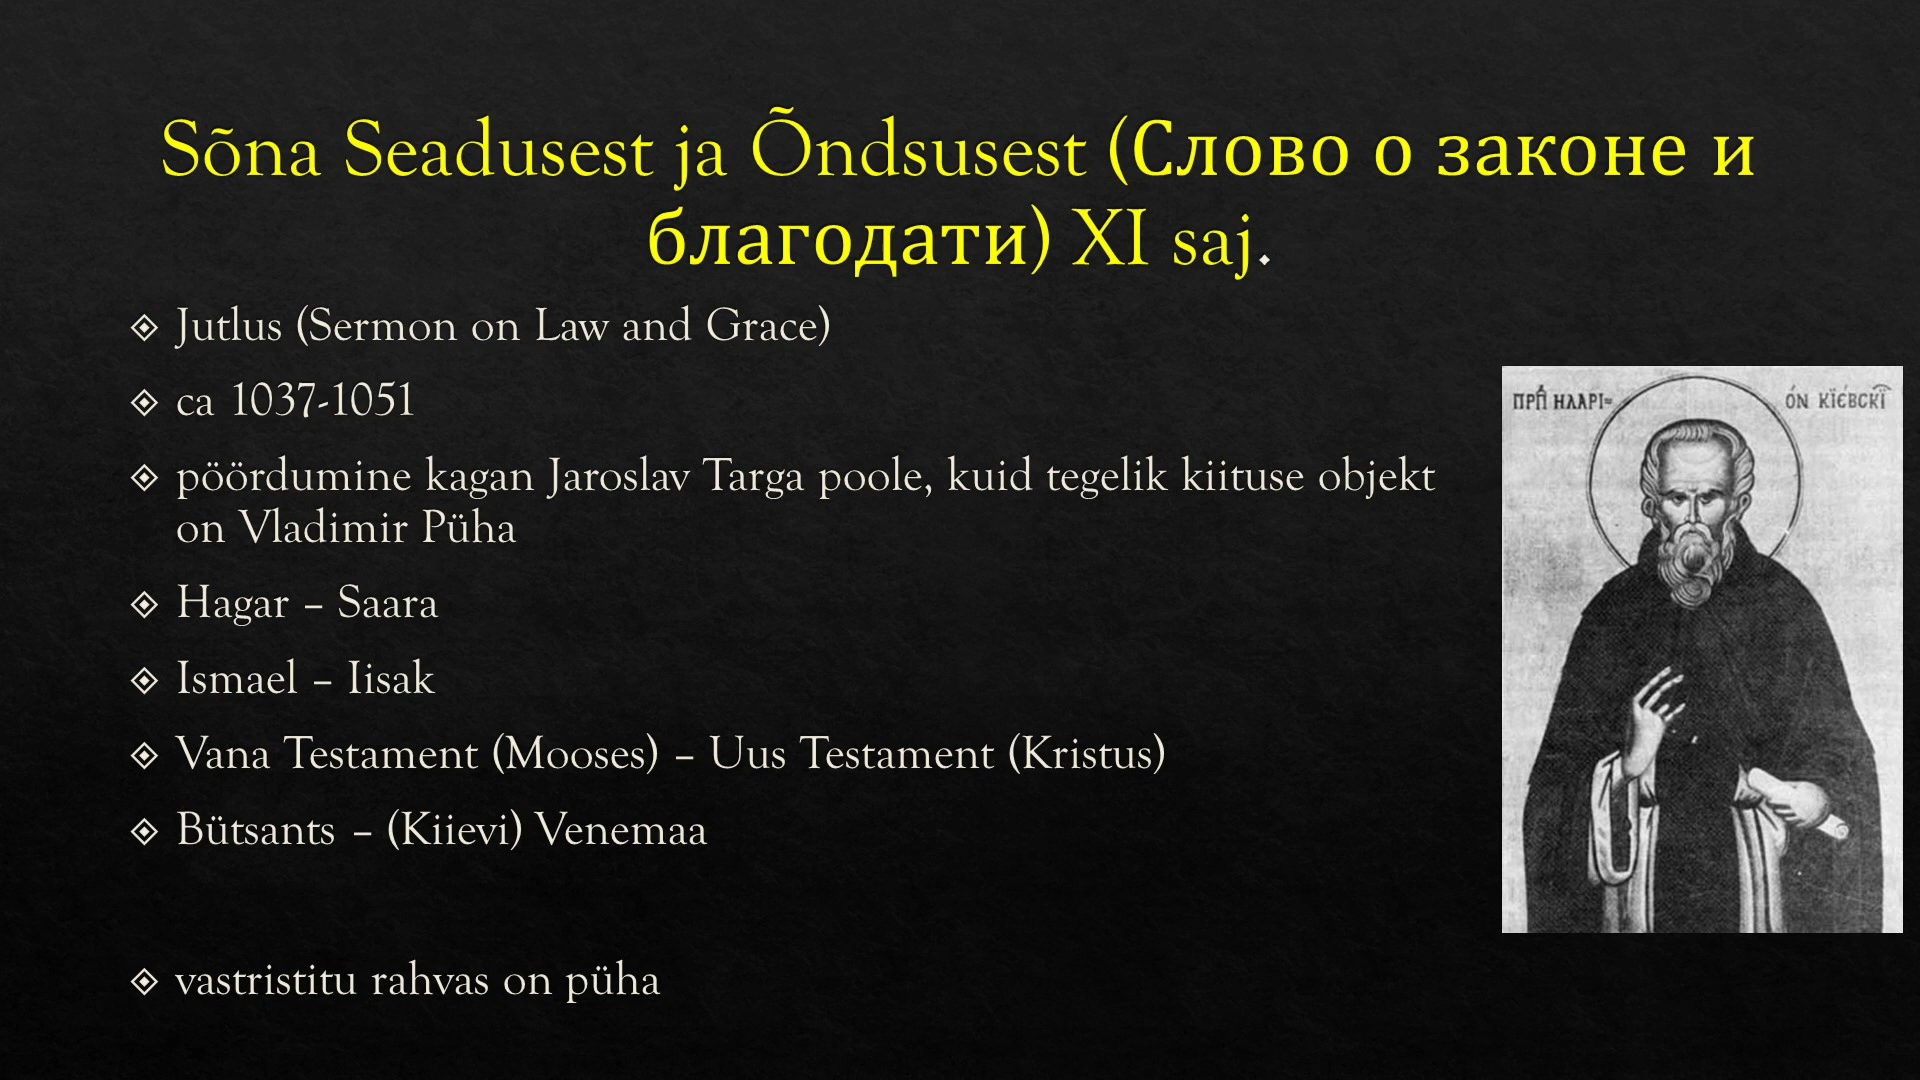 Sõna Seadusest ja Õndsusest (Слово о законе и
благодати) XI saj.
Jutlus (Sermon on Law and Grace)
ca 1037-1051
pöördumine kagan Jaroslav Targa poole, kuid tegelik kiituse objekt
on Vladimir Püha
Hagar – Saara
Ismael – Iisak
Vana Testament (Mooses) – Uus Testament (Kristus)
Bütsants – (Kiievi) Venemaa
vastristitu rahvas on püha